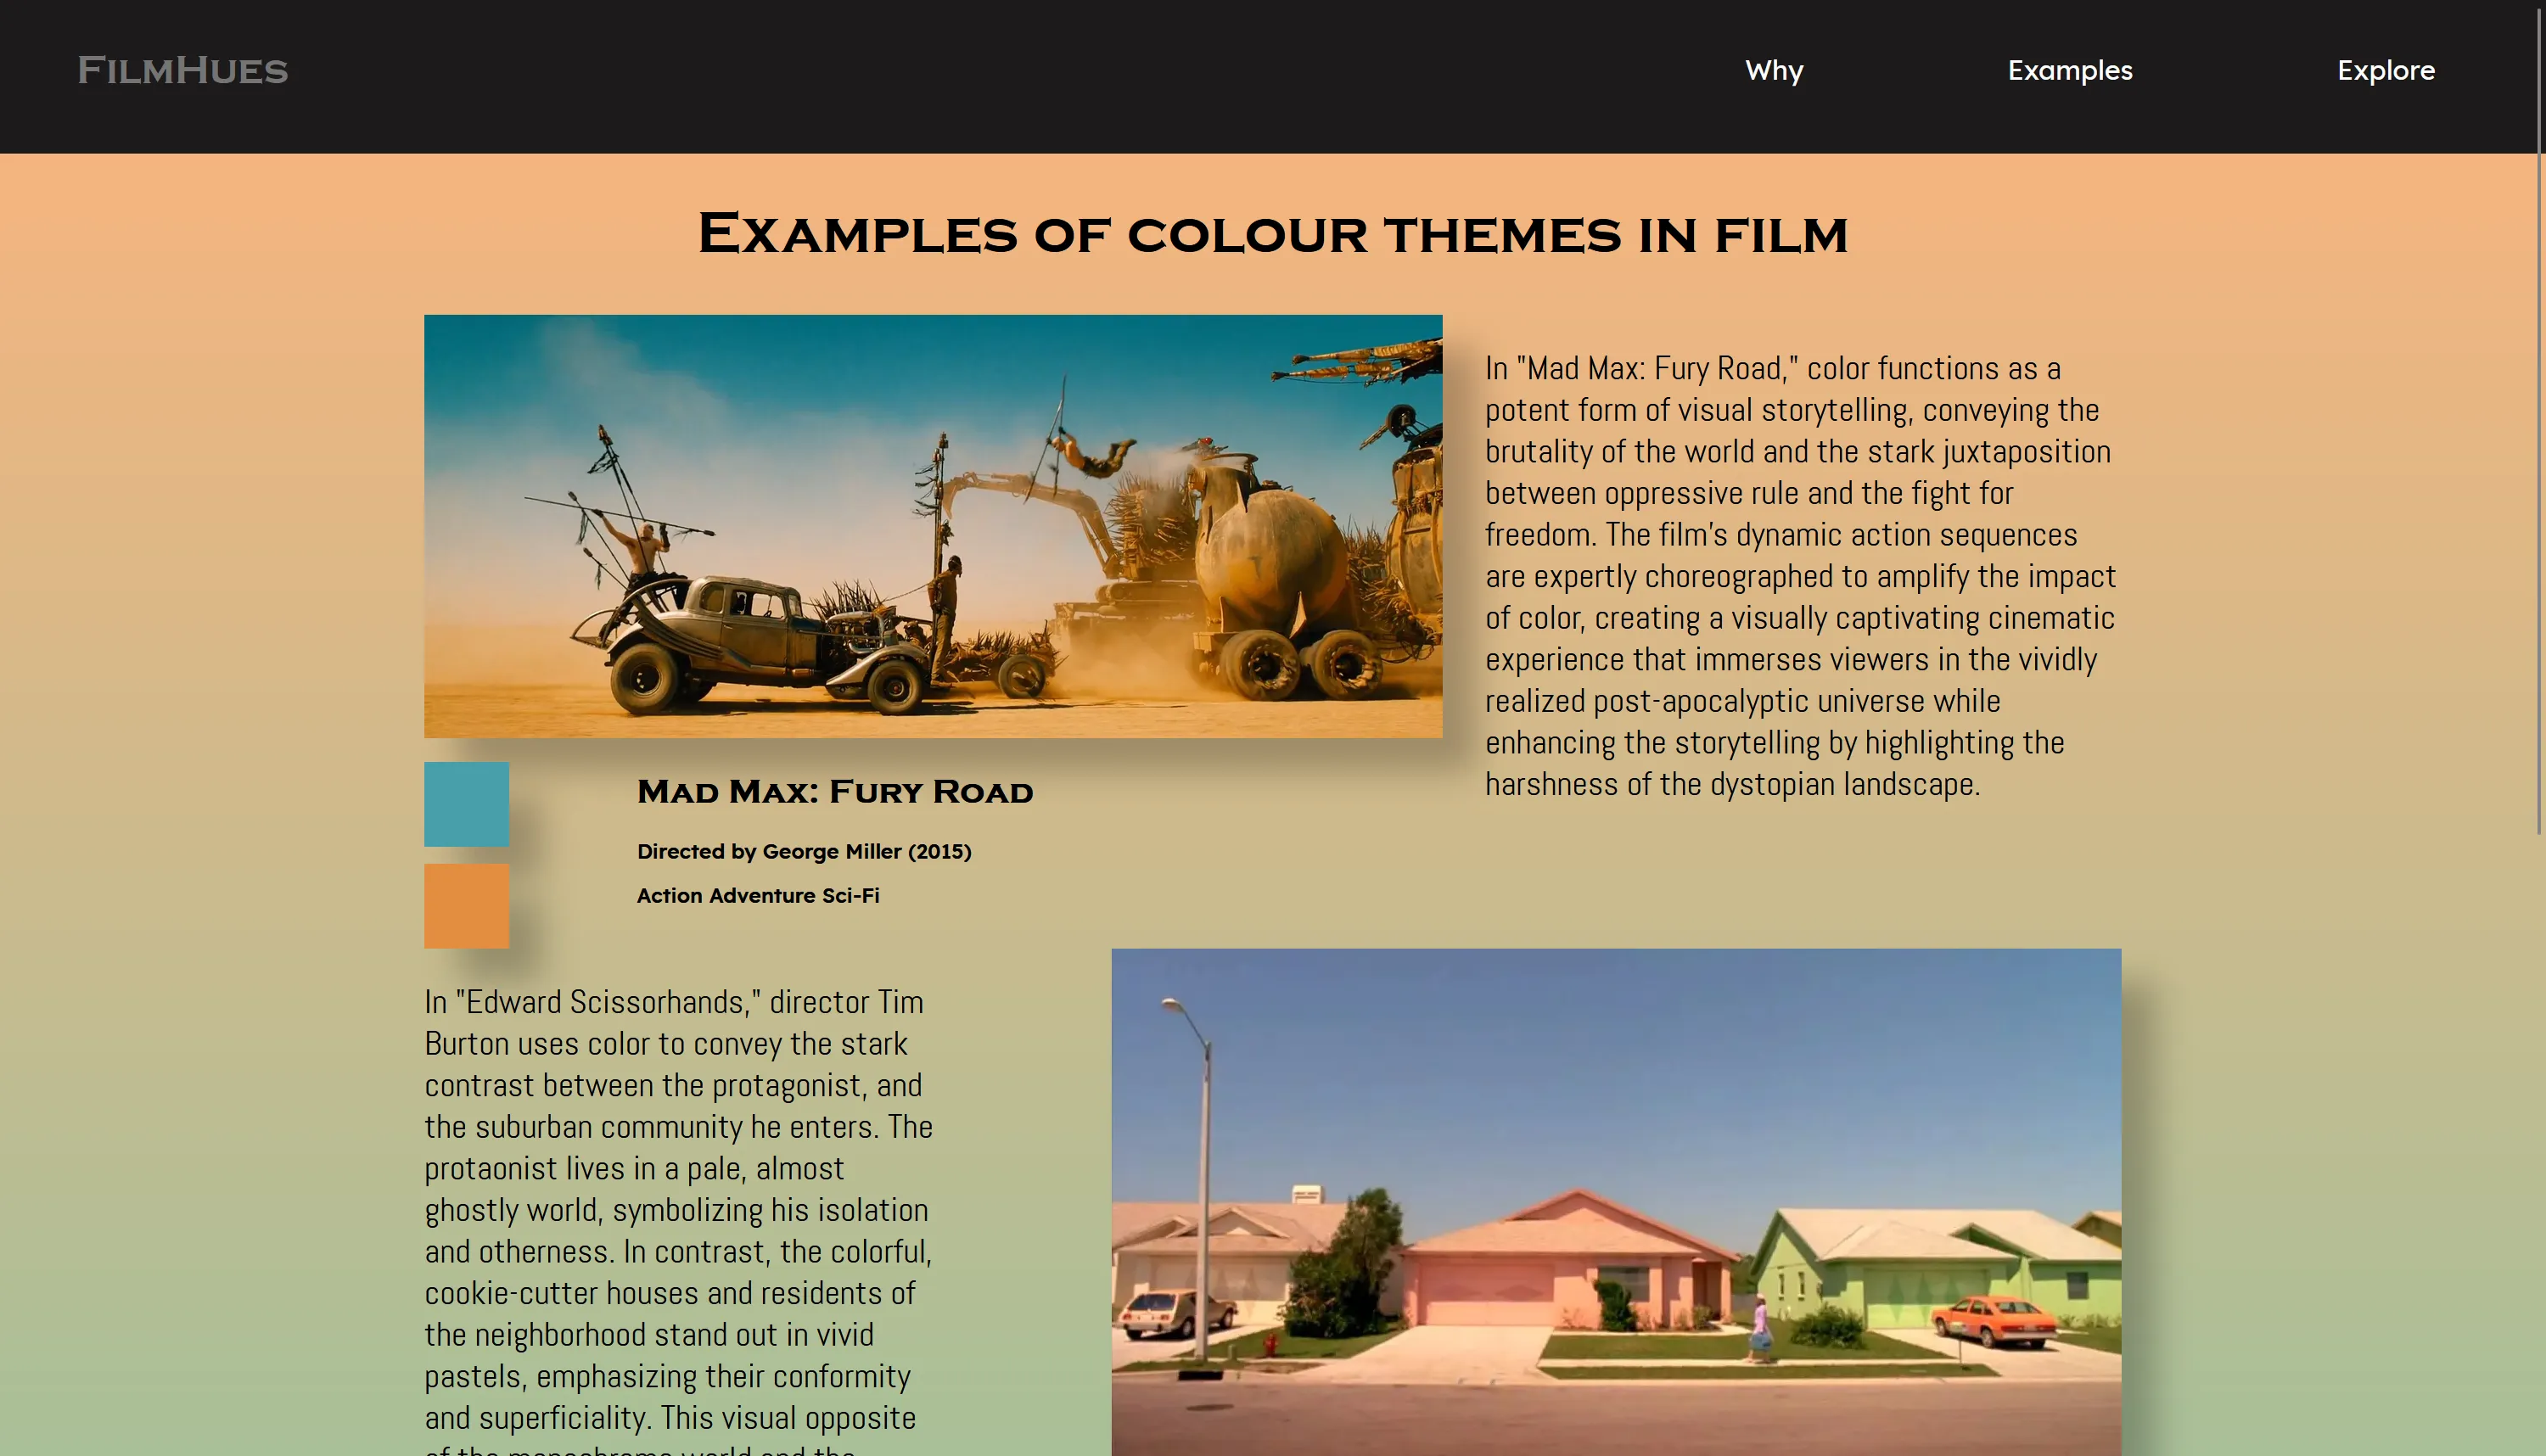 FilmHues
Why
Examples
Explore
Examples of colour themes in film
In "Mad Max: Fury Road," color functions as a
potent form of visual storytelling, conveying the
brutality of the world and the stark juxtaposition
between oppressive rule and the fight for
freedom. The film's dynamic action sequences
are expertly choreographed to amplify the impact
of color, creating a visually captivating cinematic
experience that immerses viewers in the vividly
realized post-apocalyptic universe while
enhancing the storytelling by highlighting the
harshness of the dystopian landscape.
Mad Max: Fury Road
Directed by George Miller (2015)
Action Adventure Sci-Fi
In "Edward Scissorhands," director Tim
Burton uses color to convey the stark
contrast between the protagonist, and
the suburban community he enters. The
protaonist lives in a pale, almost
ghostly world, symbolizing his isolation
and otherness. In contrast, the colorful,
cookie-cutter houses and residents of
the neighborhood stand out in vivid
pastels, emphasizing their conformity
and superficiality. This visual opposite
of the monochrome world and the